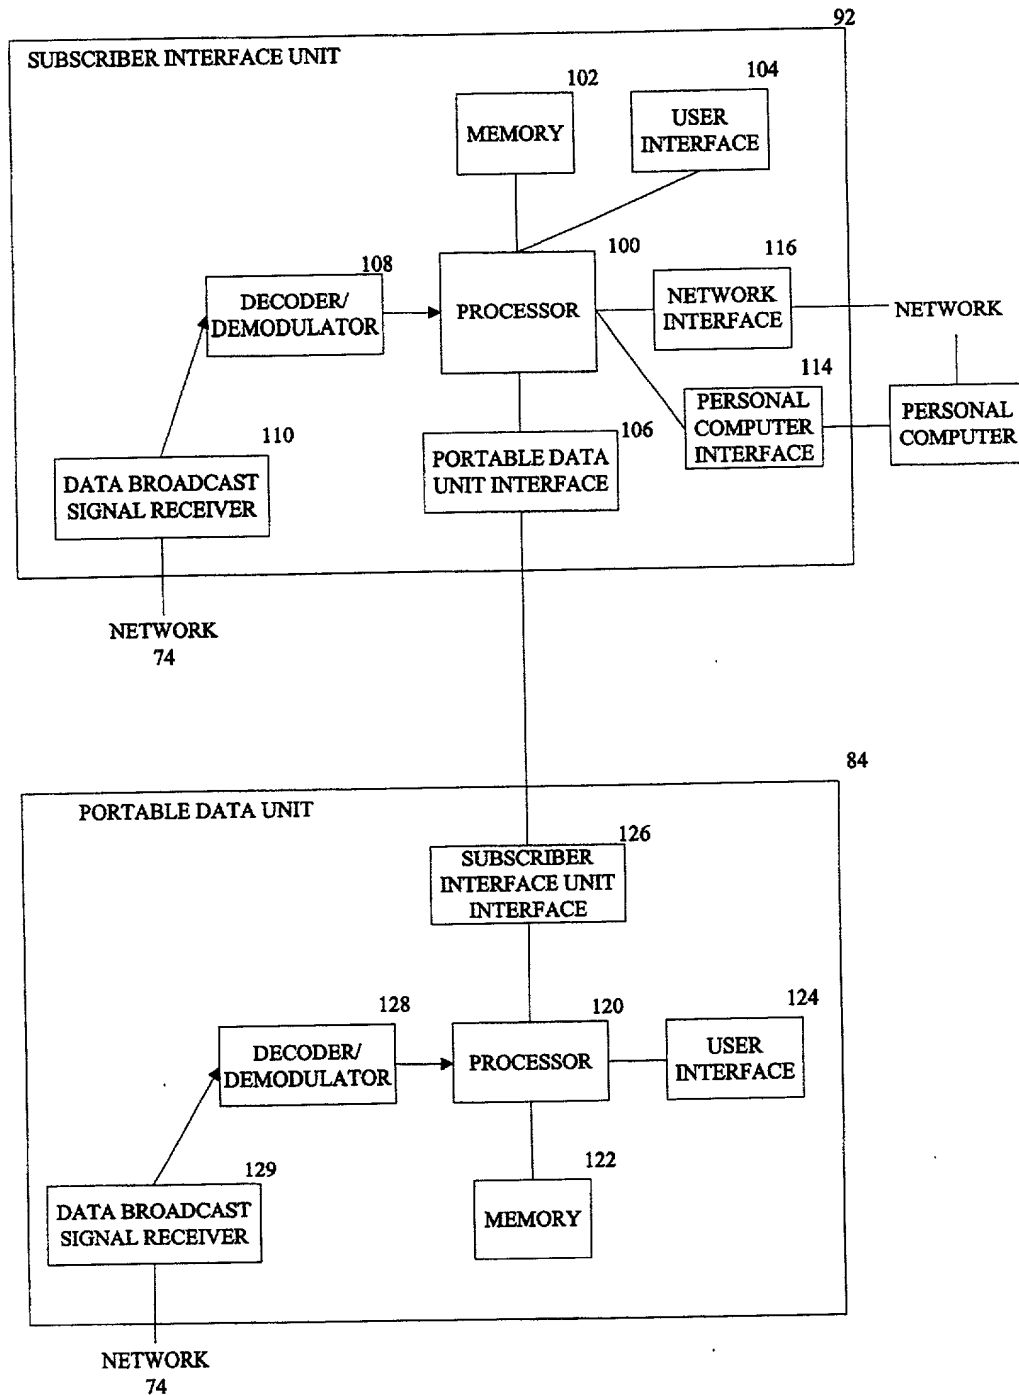 92
SUBSCRIBER INTERFACE UNIT
102
104
MEMORY
USER
INTERFACE
108
100
116
DECODER/
DEMODULATOR
PROCESSOR
NETWORK
INTERFACE
NETWORK
114
110
106
PERSONAL
COMPUTER
INTERFACE
PERSONAL
COMPUTER
DATA BROADCAST
SIGNAL RECEIVER
PORTABLE DATA
UNIT INTERFACE
NETWORK
74
84
PORTABLE DATA UNIT
126
SUBSCRIBER
INTERFACE UNIT
INTERFACE
128
120
124
DECODER/
DEMODULATOR
PROCESSOR
USER
INTERFACE
129
122
DATA BROADCAST
SIGNAL RECEIVER
MEMORY
NETWORK
74